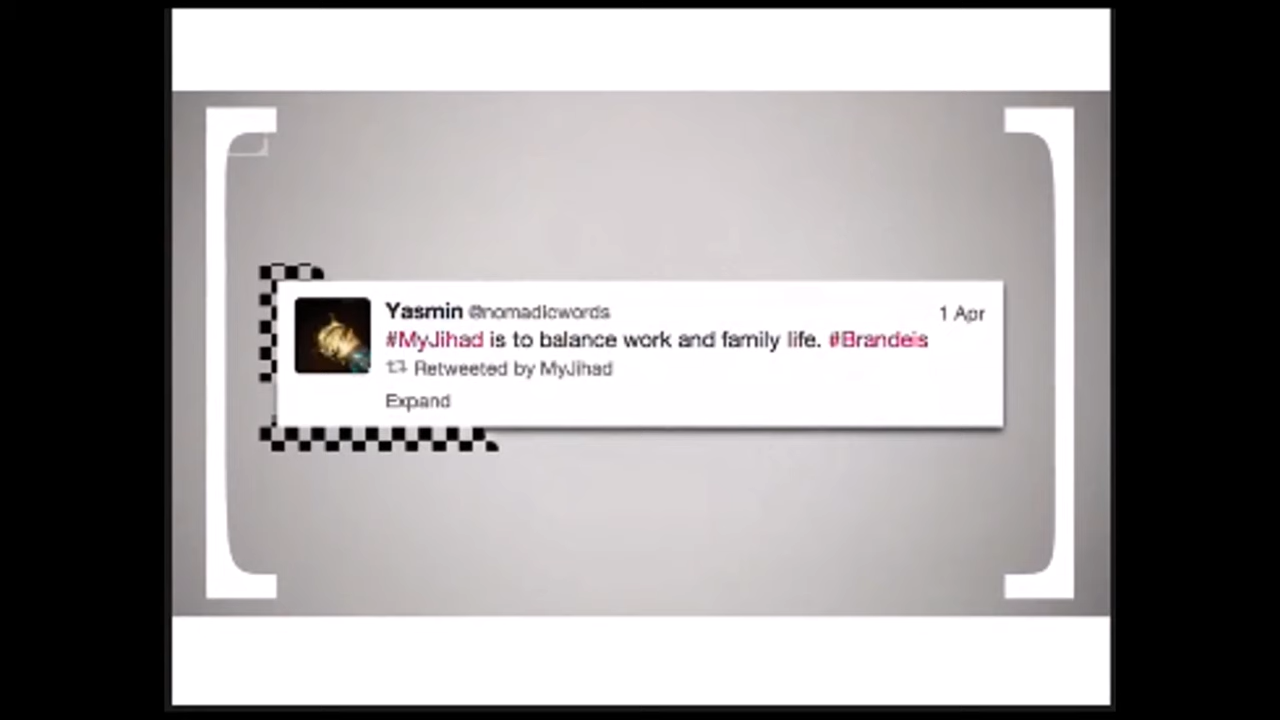 Yasmin @nomadicwords 1 Apr
#MyJihad is to balance work and family life. #Brandeis
Retweeted by MyJihad
Expand